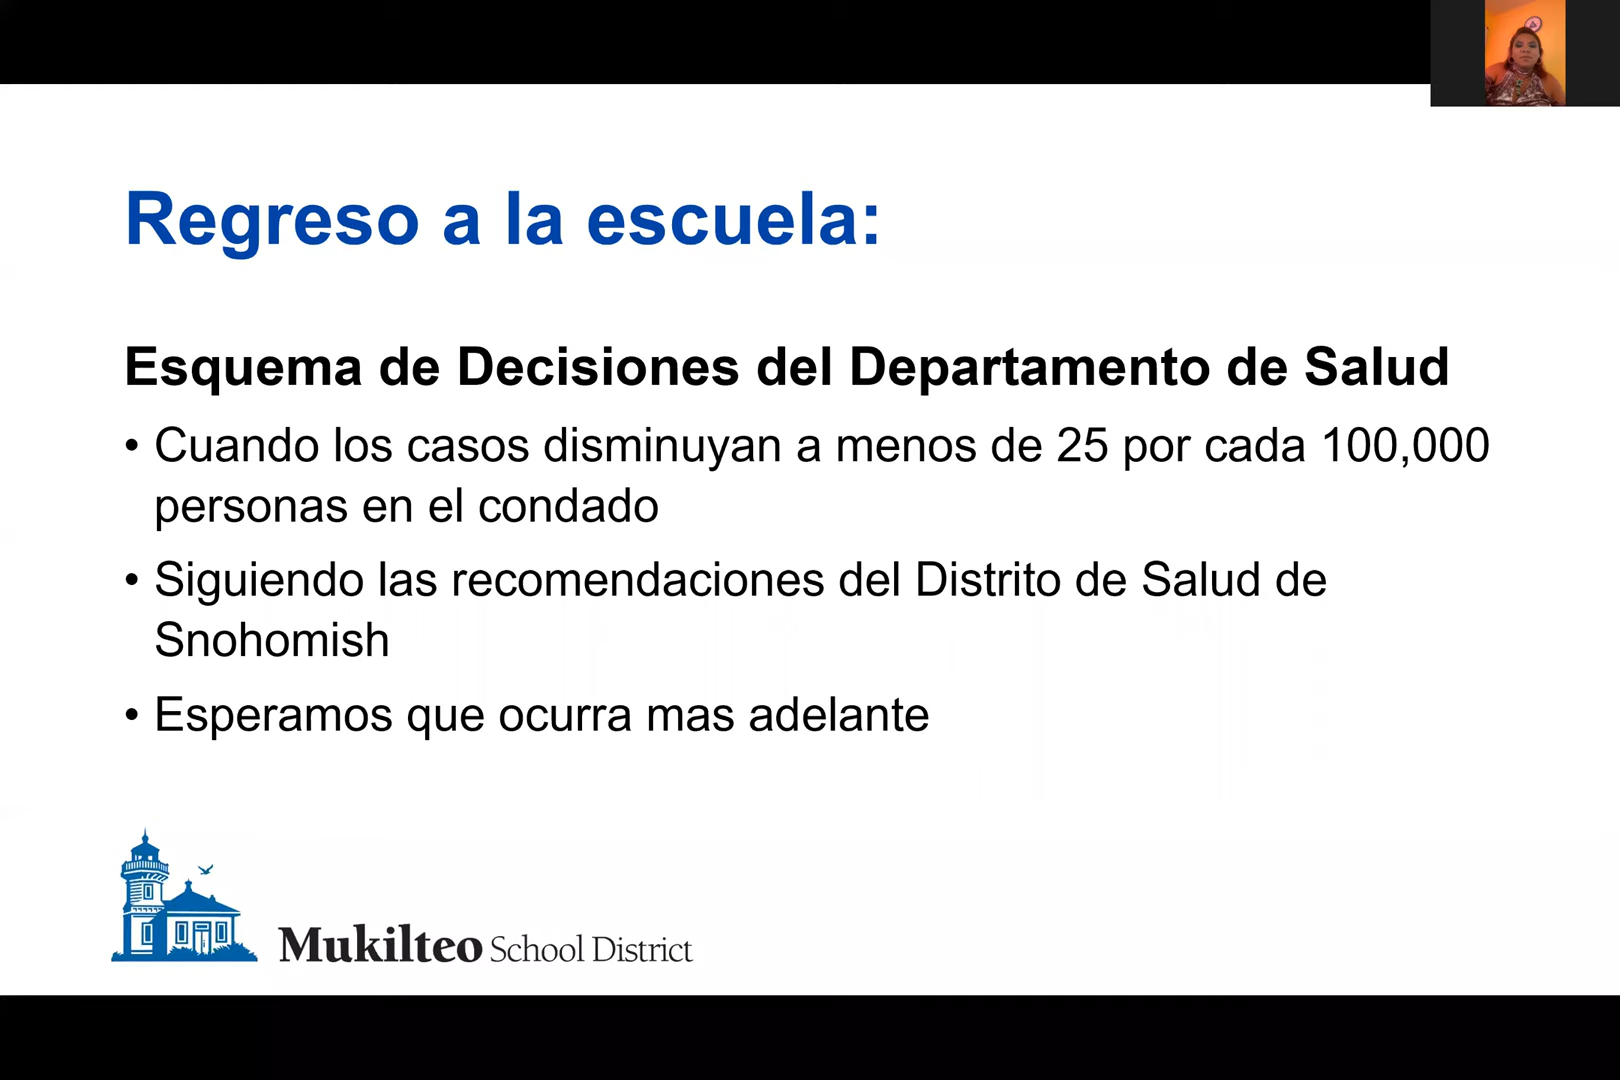 Regreso a la escuela:
Esquema de Decisiones del Departamento de Salud
• Cuando los casos disminuyan a menos de 25 por cada 100,000
personas en el condado
• Siguiendo las recomendaciones del Distrito de Salud de
Snohomish
• Esperamos que ocurra mas adelante
Mukilteo School District